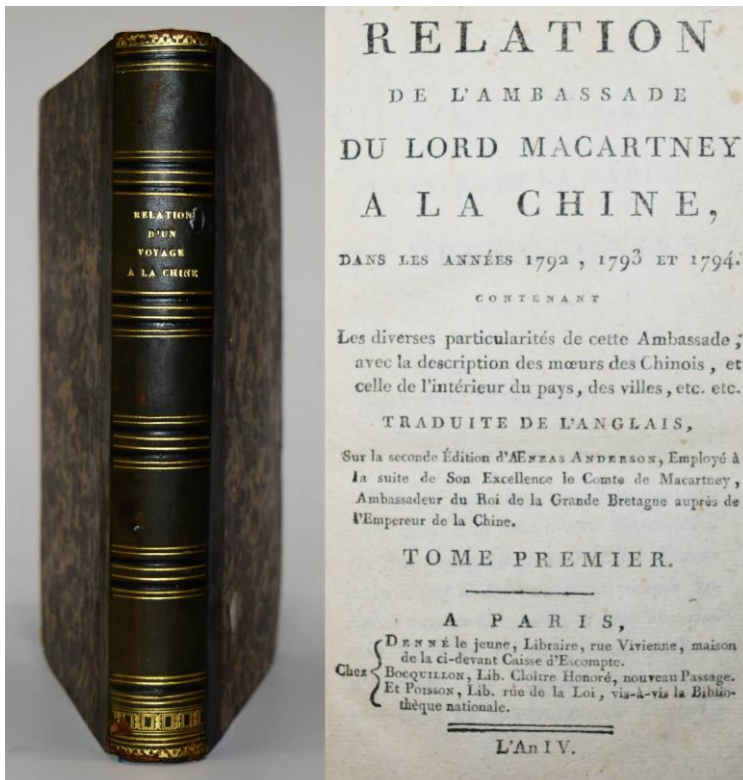 RELATION
D'UN
VOYAGE
A LA CHINE
RELATION
DE L'AMBASSADE
DU LORD MACARTNEY
A LA CHINE,
DANS LES ANNÉES 1792, 1793 ET 1794.
CONTENANT
Les diverses particularités de cette Ambassade,
avec la description des mœurs des Chinois, et
celle de l'intérieur du pays, des villes, etc. etc.
TRADUITE DE L'ANGLAIS,
Sur la seconde Édition d'ÆNEAS ANDERSON, Employé à
la suite de Son Excellence le Comte de Macartney,
Ambassadeur du Roi de la Grande Bretagne auprès de
l'Empereur de la Chine.
TOME PREMIER.
A PARIS,
Chez
DENNÉ le jeune, Libraire, rue Vivienne, maison
de la ci-devant Caisse d'Escompte.
BOCQUILLON, Lib. Cloître Honoré, nouveau Passage.
Et POISSON, Lib. rue de la Loi, vis-à-vis la Biblio-
thèque nationale.
L'An IV.